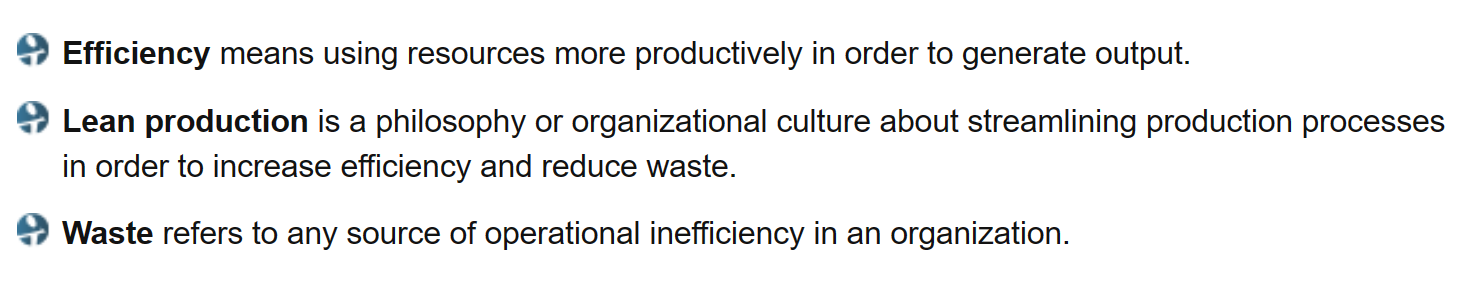 Efficiency means using resources more productively in order to generate output.
Lean production is a philosophy or organizational culture about streamlining production processes
in order to increase efficiency and reduce waste.
Waste refers to any source of operational inefficiency in an organization.